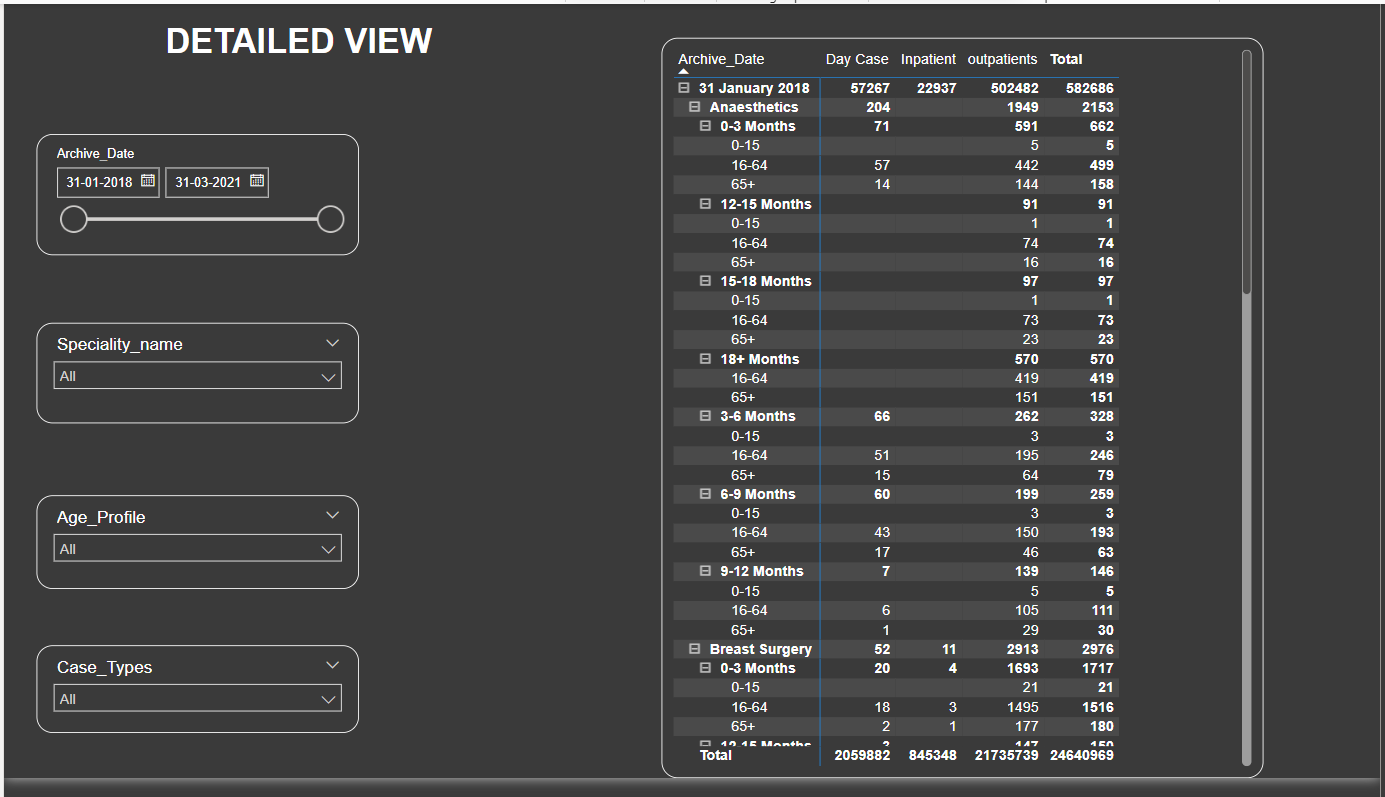 DETAILED VIEW
Archive_Date
31-01-2018 31-03-2021
Speciality_name
All
Age_Profile
All
Case_Types
All
Archive_Date Day Case Inpatient outpatients Total
31 January 2018 57267 22937 502482 582686
Anaesthetics 204 1949 2153
0-3 Months 71 591 662
0-15 5 5
16-64 57 442 499
65+ 14 144 158
12-15 Months 91 91
0-15 1 1
16-64 74 74
65+ 16 16
15-18 Months 97 97
0-15 1 1
16-64 73 73
65+ 23 23
18+ Months 570 570
16-64 419 419
65+ 151 151
3-6 Months 66 262 328
0-15 3 3
16-64 51 195 246
65+ 15 64 79
6-9 Months 60 199 259
0-15 3 3
16-64 43 150 193
65+ 17 46 63
9-12 Months 7 139 146
0-15 5 5
16-64 6 105 111
65+ 1 29 30
Breast Surgery 52 11 2913 2976
0-3 Months 20 4 1693 1717
0-15 21 21
16-64 18 3 1495 1516
65+ 2 1 177 180
12-15 Months 147 150
Total 2059882 845348 21735739 24640969